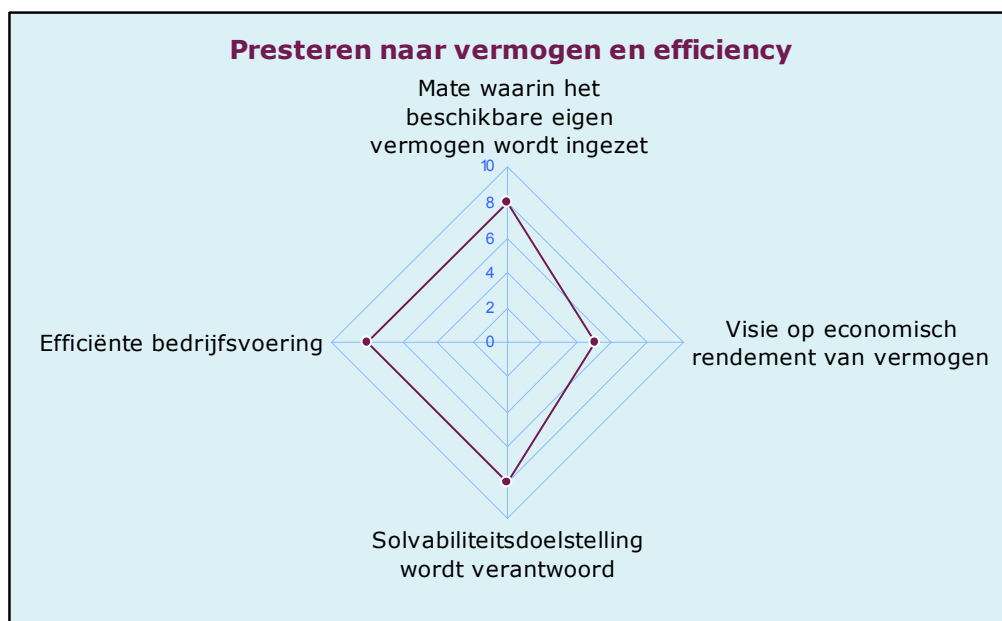 Presteren naar vermogen en efficiency
Mate waarin het
beschikbare eigen
vermogen wordt ingezet
10
8
6
4
2
0
Efficiënte bedrijfsvoering
Visie op economisch
rendement van vermogen
Solvabiliteitsdoelstelling
wordt verantwoord